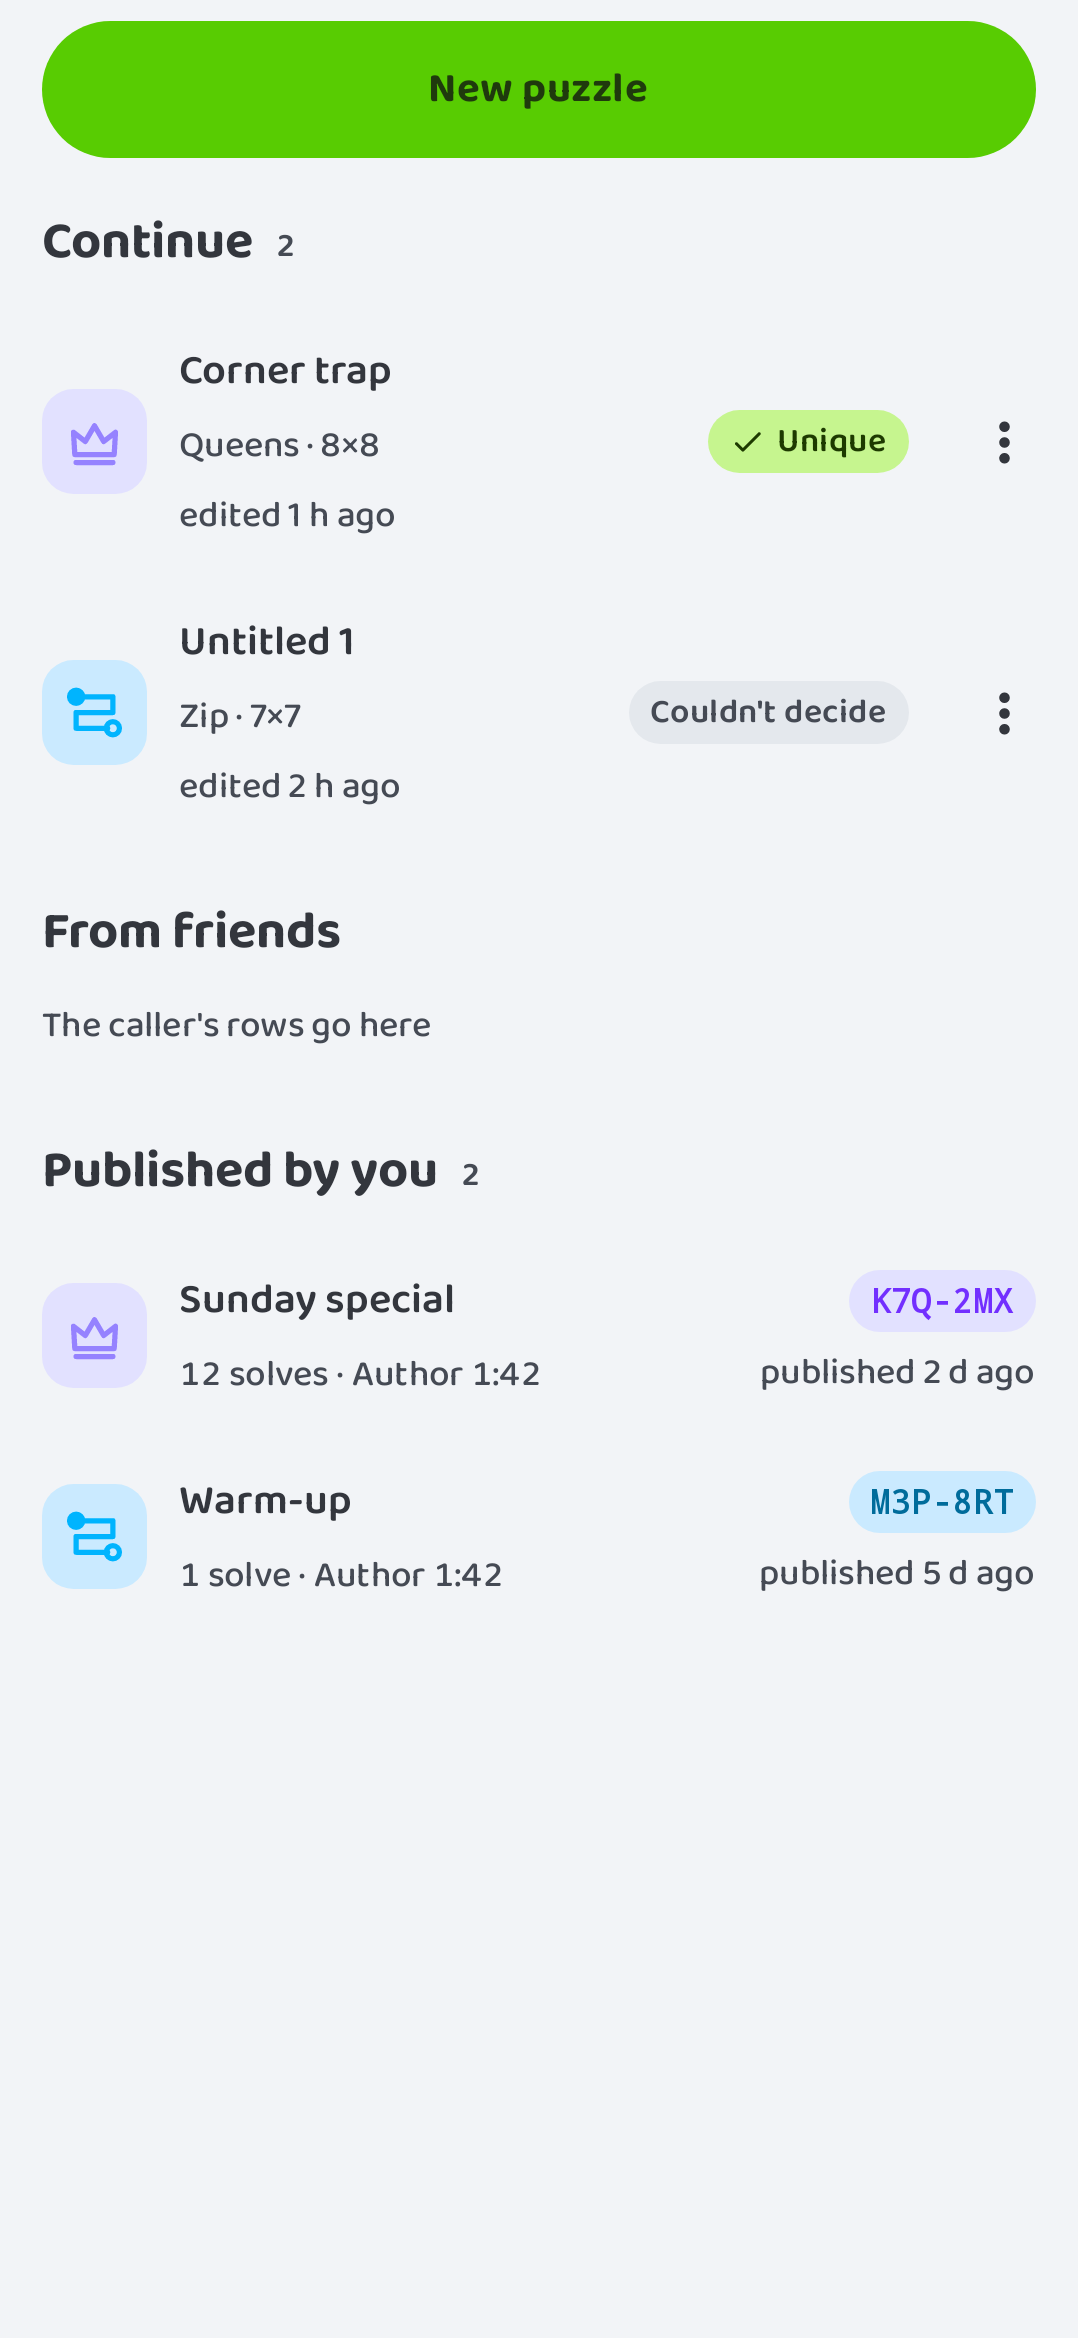 New puzzle
Continue 2
Corner trap
Queens · 8×8
edited 1 h ago
Unique
Untitled 1
Zip · 7×7
edited 2 h ago
Couldn't decide
From friends
The caller's rows go here
Published by you 2
Sunday special
12 solves · Author 1:42
K7Q-2MX
published 2 d ago
Warm-up
1 solve · Author 1:42
M3P-8RT
published 5 d ago